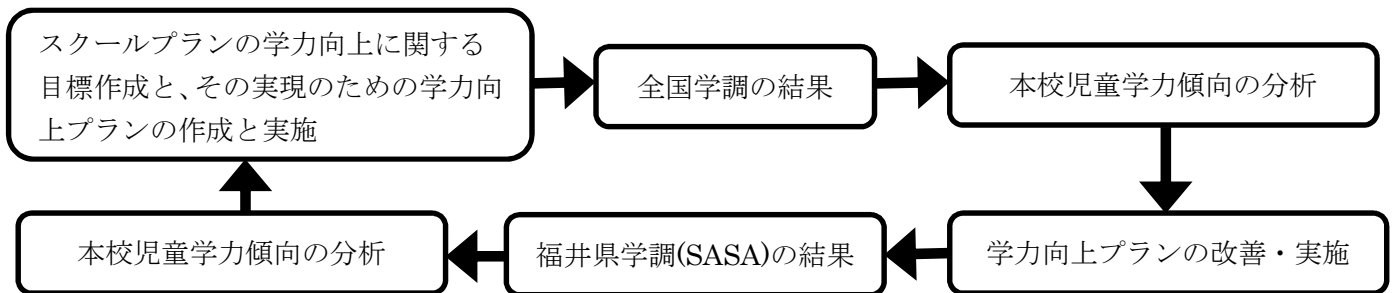 スクールプランの学力向上に関する
目標作成と、その実現のための学力向
上プランの作成と実施
全国学調の結果
本校児童学力傾向の分析
学力向上プランの改善・実施
福井県学調(SASA)の結果
本校児童学力傾向の分析